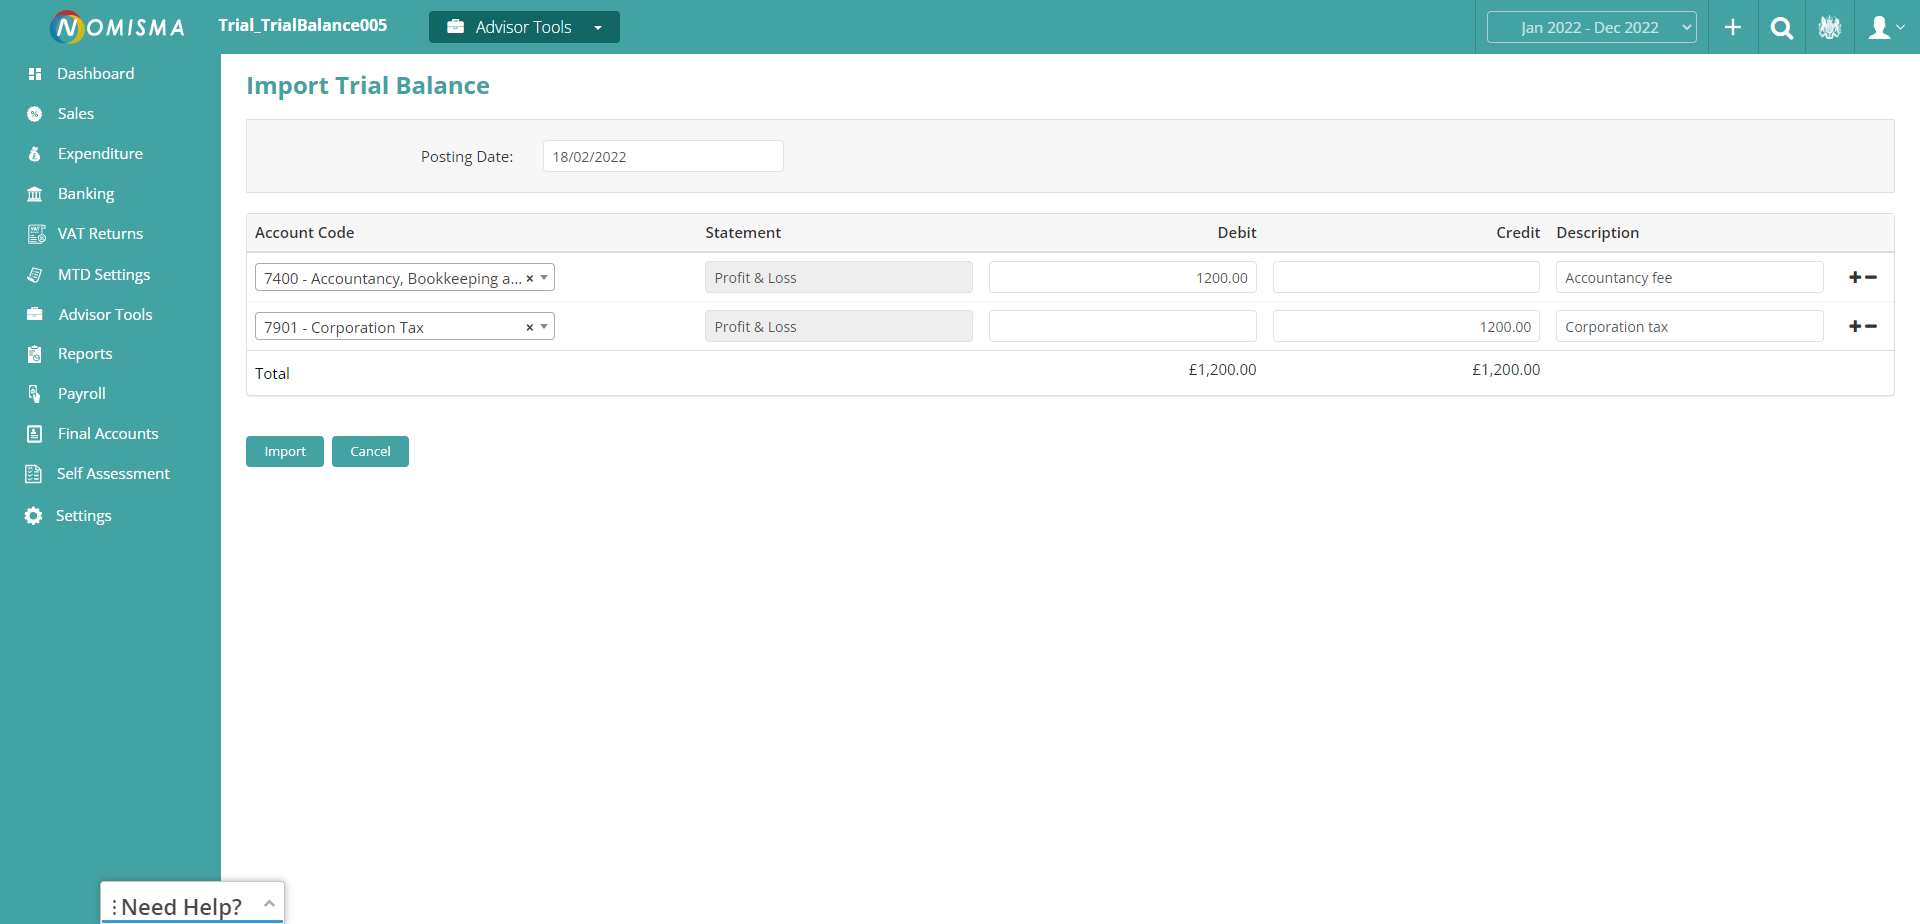 NOMISMA
Trial_TrialBalance005
Advisor Tools
Jan 2022 - Dec 2022
Dashboard
Sales
Expenditure
Banking
VAT Returns
MTD Settings
Advisor Tools
Reports
Payroll
Final Accounts
Self Assessment
Settings
Import Trial Balance
Posting Date: 18/02/2022
Account Code Statement Debit Credit Description
7400 - Accountancy, Bookkeeping a... × Profit & Loss 1200.00 Accountancy fee
7901 - Corporation Tax × Profit & Loss 1200.00 Corporation tax
Total £1,200.00 £1,200.00
Import Cancel
Need Help?